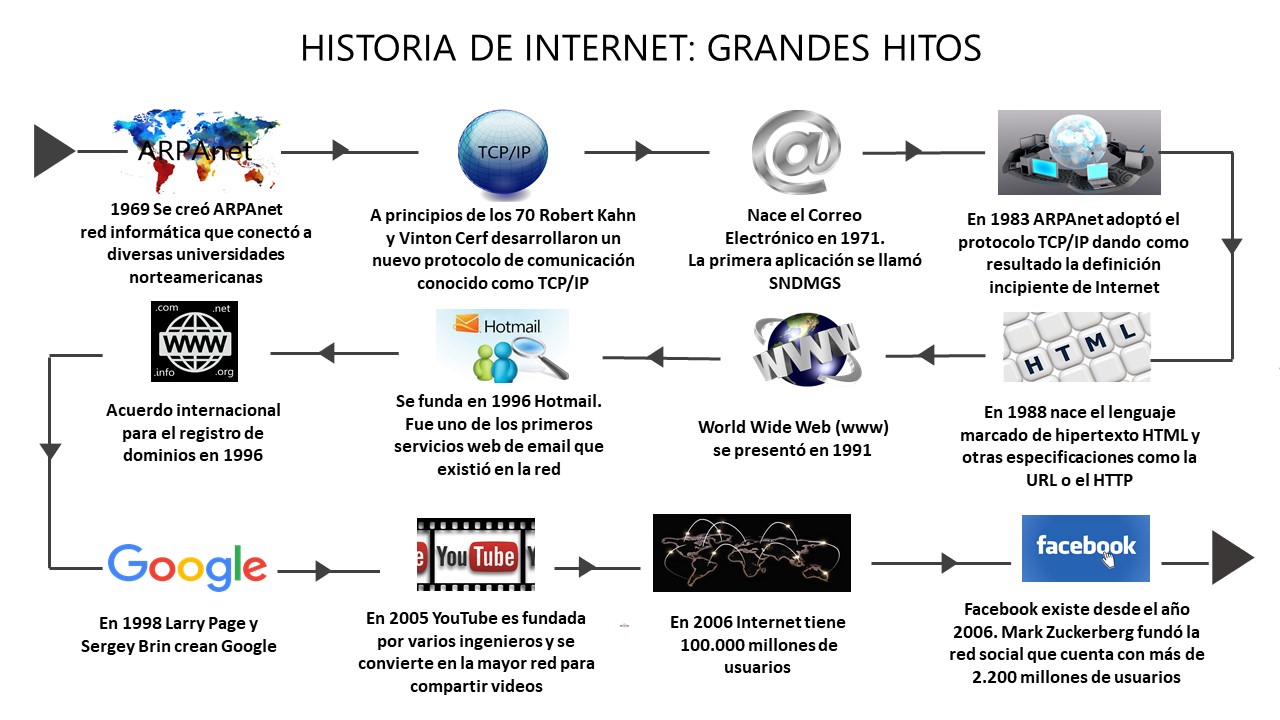 HISTORIA DE INTERNET: GRANDES HITOS
ARPAnet
1969 Se creó ARPAnet
red informática que conectó a
diversas universidades
norteamericanas
TCP/IP
A principios de los 70 Robert Kahn
y Vinton Cerf desarrollaron un
nuevo protocolo de comunicación
conocido como TCP/IP
@
Nace el Correo
Electrónico en 1971.
La primera aplicación se llamó
SNDMGS
En 1983 ARPAnet adoptó el
protocolo TCP/IP dando como
resultado la definición
incipiente de Internet
HTML
En 1988 nace el lenguaje
marcado de hipertexto HTML y
otras especificaciones como la
URL o el HTTP
WWW
World Wide Web (www)
se presentó en 1991
Hotmail
Se funda en 1996 Hotmail.
Fue uno de los primeros
servicios web de email que
existió en la red
.com .net
WWW
.info .org
Acuerdo internacional
para el registro de
dominios en 1996
Google
En 1998 Larry Page y
Sergey Brin crean Google
YouTube
En 2005 YouTube es fundada
por varios ingenieros y se
convierte en la mayor red para
compartir videos
En 2006 Internet tiene
100.000 millones de
usuarios
facebook
Facebook existe desde el año
2006. Mark Zuckerberg fundó la
red social que cuenta con más de
2.200 millones de usuarios